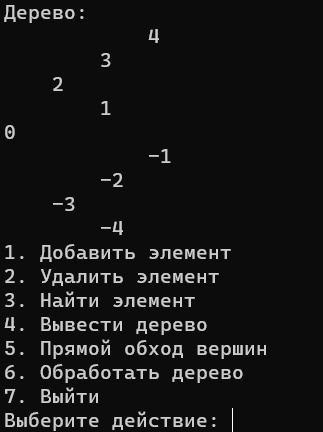 Дерево:
4
3
2
1
0
-1
-2
-3
-4
1. Добавить элемент
2. Удалить элемент
3. Найти элемент
4. Вывести дерево
5. Прямой обход вершин
6. Обработать дерево
7. Выйти
Выберите действие: